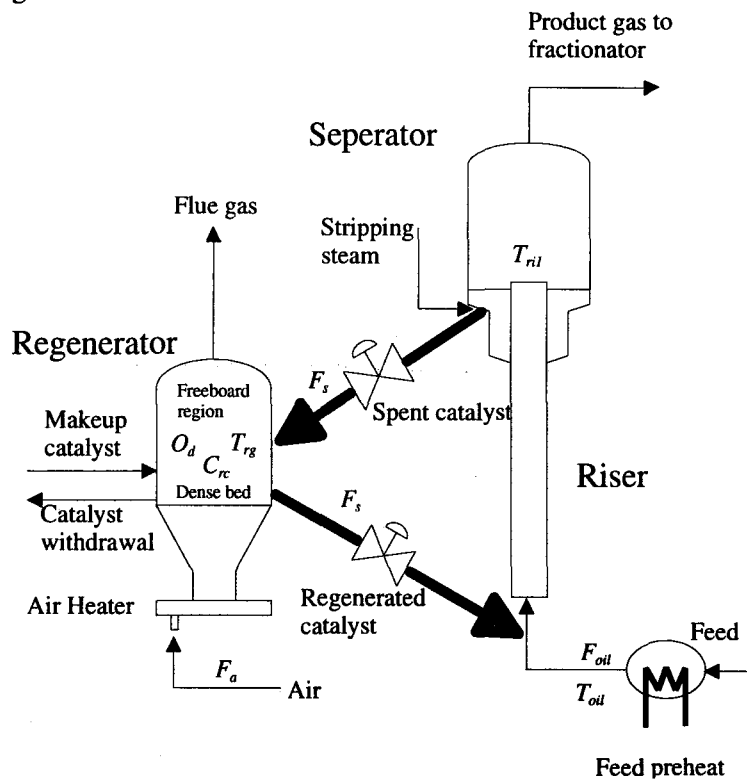 Product gas to
fractionator
Seperator
Flue gas
Stripping
steam
T_ri1
Regenerator
Freeboard
region
F_s
Spent catalyst
Makeup
catalyst
O_d T_rg
C_rc
Dense bed
F_s
Riser
Catalyst
withdrawal
Air Heater
Regenerated
catalyst
Feed
F_oil
F_a
Air
T_oil
Feed preheat